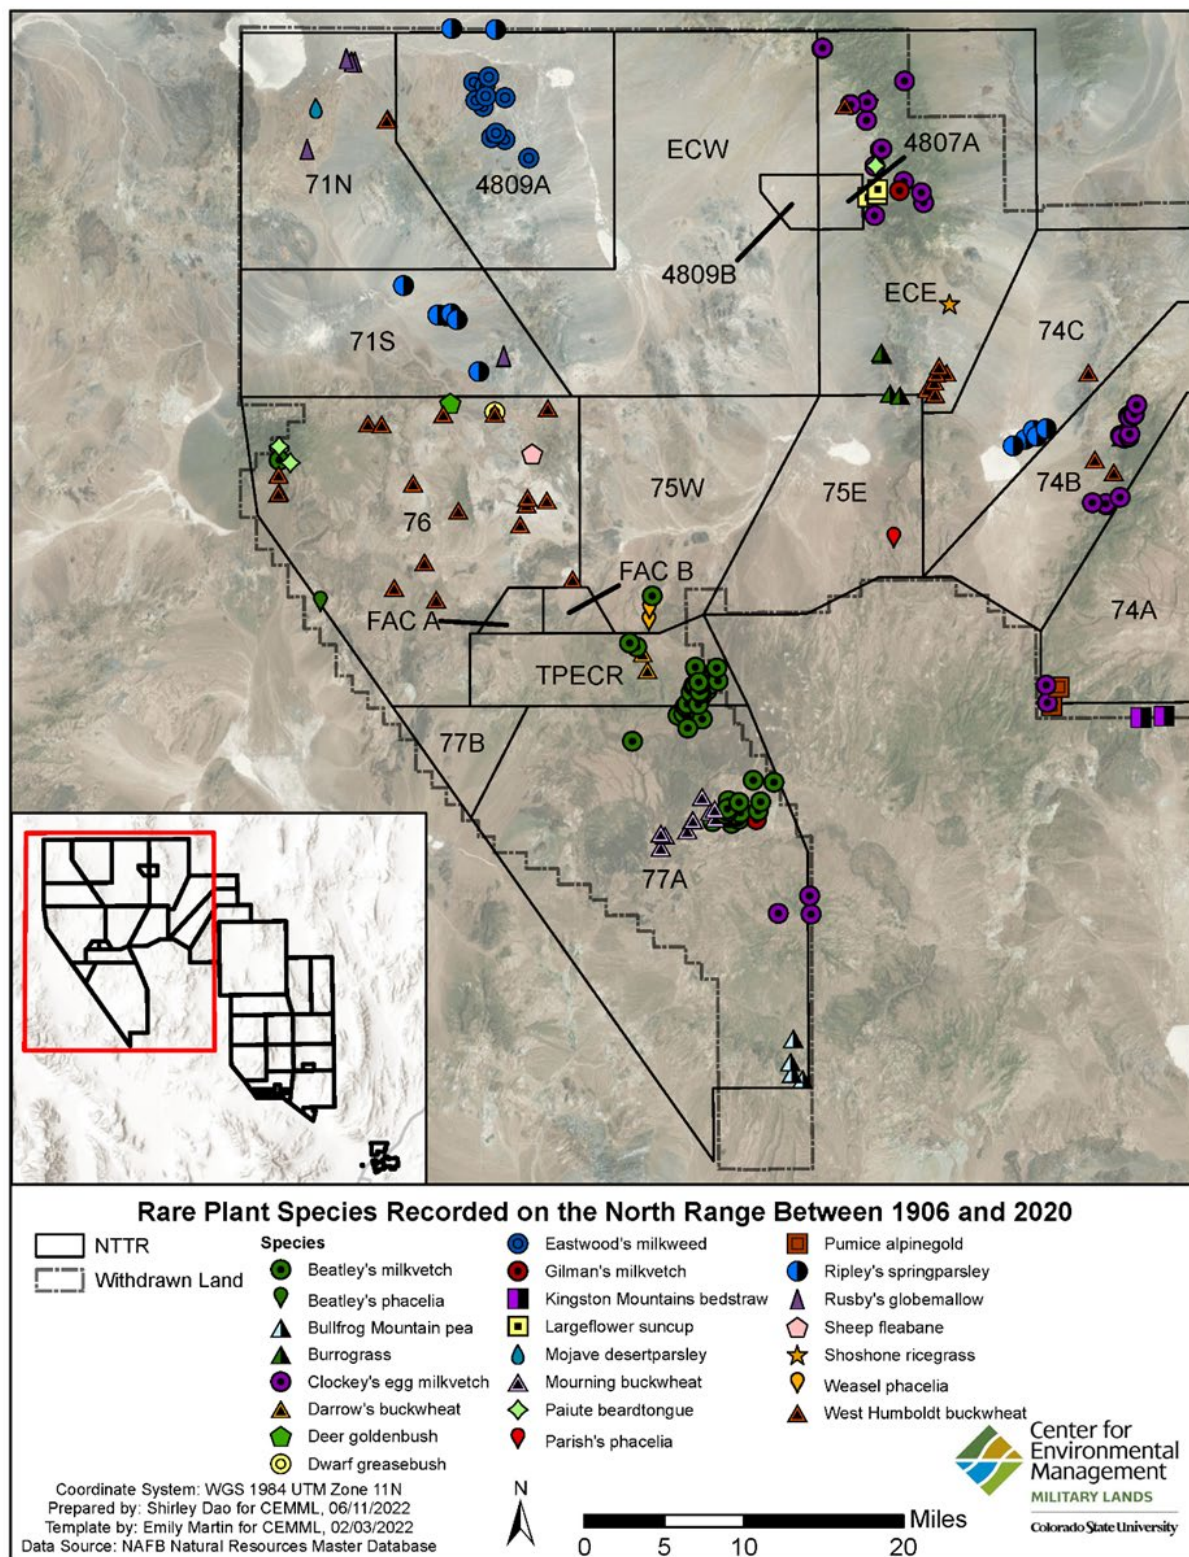 71N
4809A
ECW
4807A
4809B
ECE
71S
74C
76
75W
75E
74B
FAC B
FAC A
74A
TPECR
77B
77A
Rare Plant Species Recorded on the North Range Between 1906 and 2020
NTTR
Withdrawn Land
Species
Beatley's milkvetch
Beatley's phacelia
Bullfrog Mountain pea
Burrograss
Clockey's egg milkvetch
Darrow's buckwheat
Deer goldenbush
Dwarf greasebush
Eastwood's milkweed
Gilman's milkvetch
Kingston Mountains bedstraw
Largeflower suncup
Mojave desertparsley
Mourning buckwheat
Paiute beardtongue
Parish's phacelia
Pumice alpinegold
Ripley's springparsley
Rusby's globemallow
Sheep fleabane
Shoshone ricegrass
Weasel phacelia
West Humboldt buckwheat
Coordinate System: WGS 1984 UTM Zone 11N
Prepared by: Shirley Dao for CEMML, 06/11/2022
Template by: Emily Martin for CEMML, 02/03/2022
Data Source: NAFB Natural Resources Master Database
N
Miles
0 5 10 20
Center for
Environmental
Management
MILITARY LANDS
Colorado State University